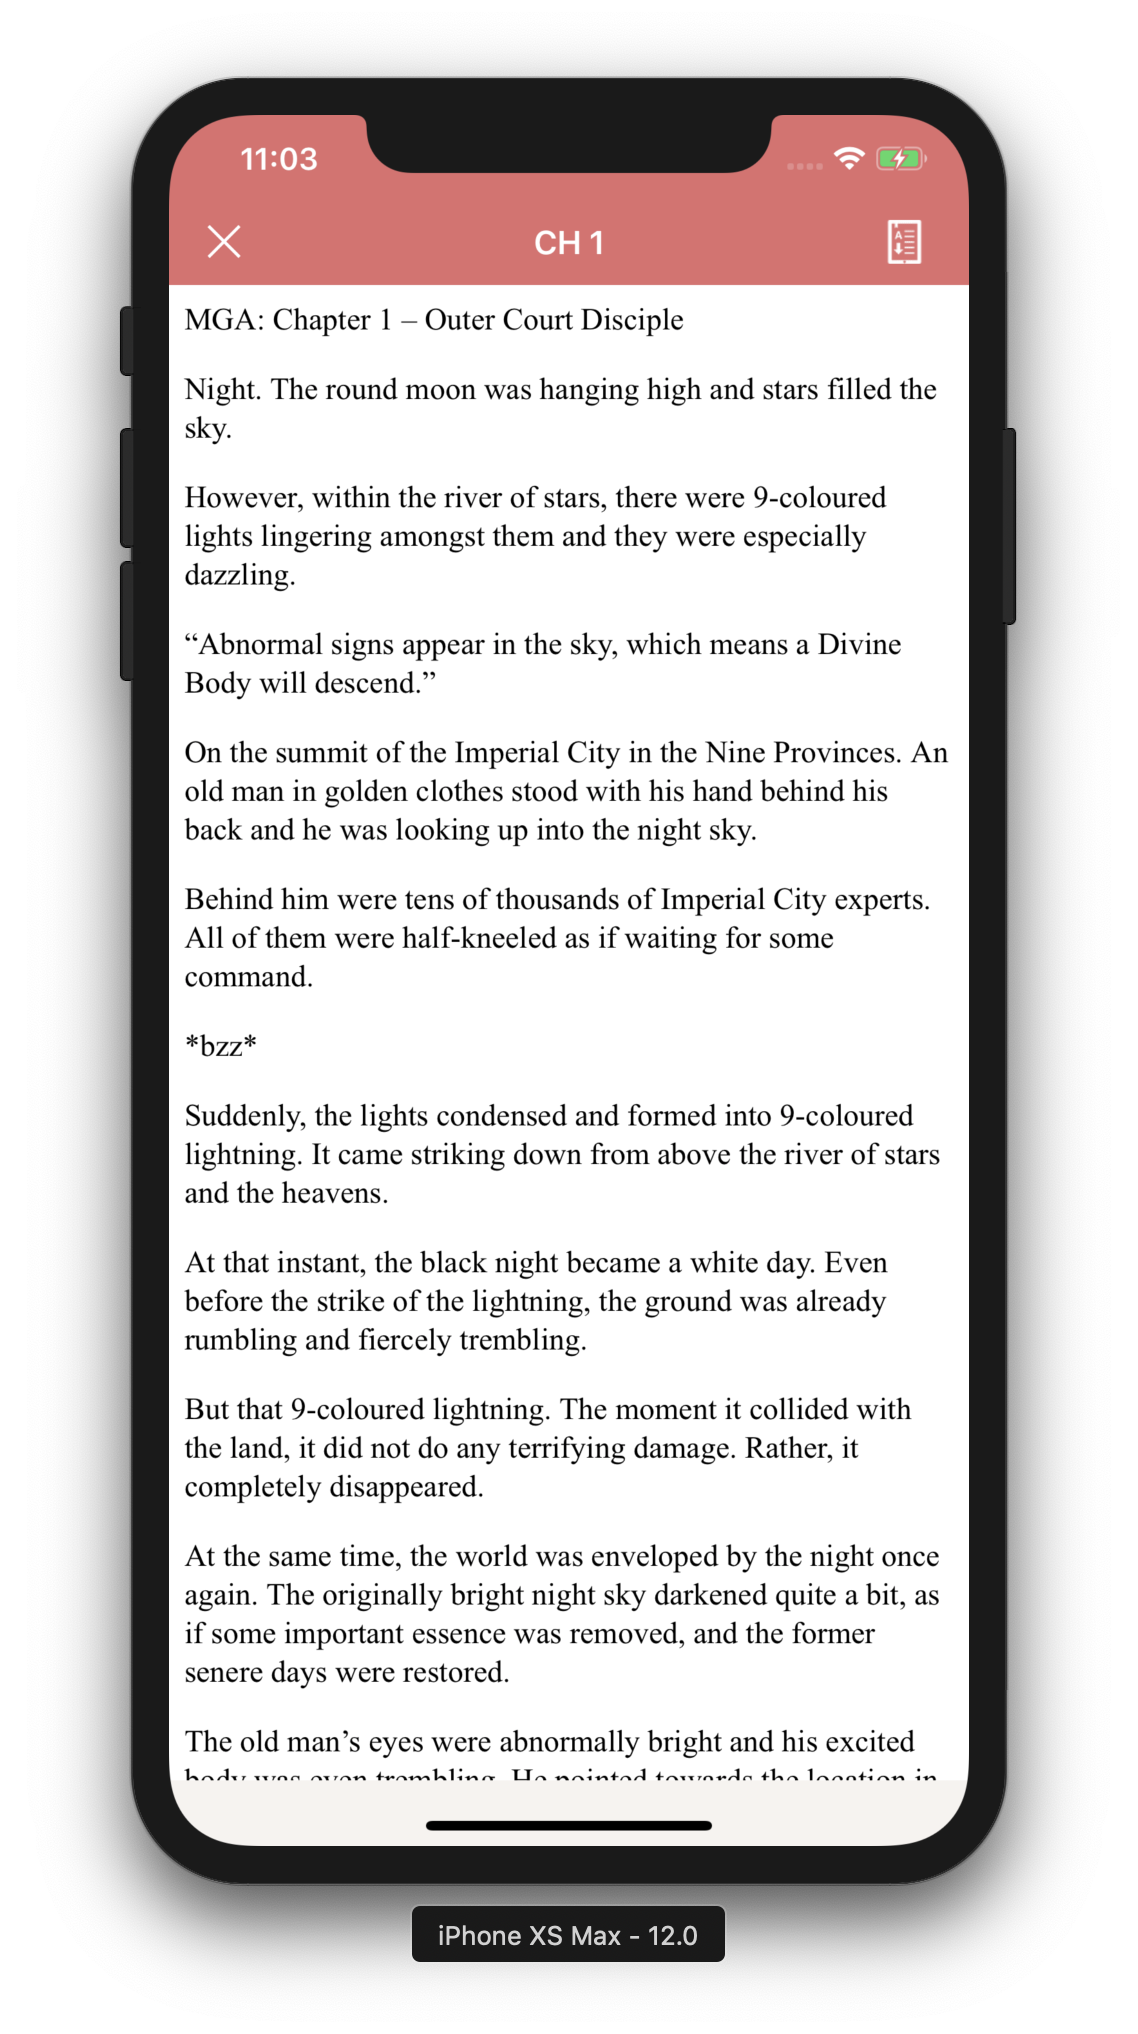 11:03
CH 1
MGA: Chapter 1 – Outer Court Disciple
Night. The round moon was hanging high and stars filled the
sky.
However, within the river of stars, there were 9-coloured
lights lingering amongst them and they were especially
dazzling.
“Abnormal signs appear in the sky, which means a Divine
Body will descend.”
On the summit of the Imperial City in the Nine Provinces. An
old man in golden clothes stood with his hand behind his
back and he was looking up into the night sky.
Behind him were tens of thousands of Imperial City experts.
All of them were half-kneeled as if waiting for some
command.
*bzz*
Suddenly, the lights condensed and formed into 9-coloured
lightning. It came striking down from above the river of stars
and the heavens.
At that instant, the black night became a white day. Even
before the strike of the lightning, the ground was already
rumbling and fiercely trembling.
But that 9-coloured lightning. The moment it collided with
the land, it did not do any terrifying damage. Rather, it
completely disappeared.
At the same time, the world was enveloped by the night once
again. The originally bright night sky darkened quite a bit, as
if some important essence was removed, and the former
senere days were restored.
The old man’s eyes were abnormally bright and his excited
body was even trembling. He pointed towards the location in
iPhone XS Max - 12.0